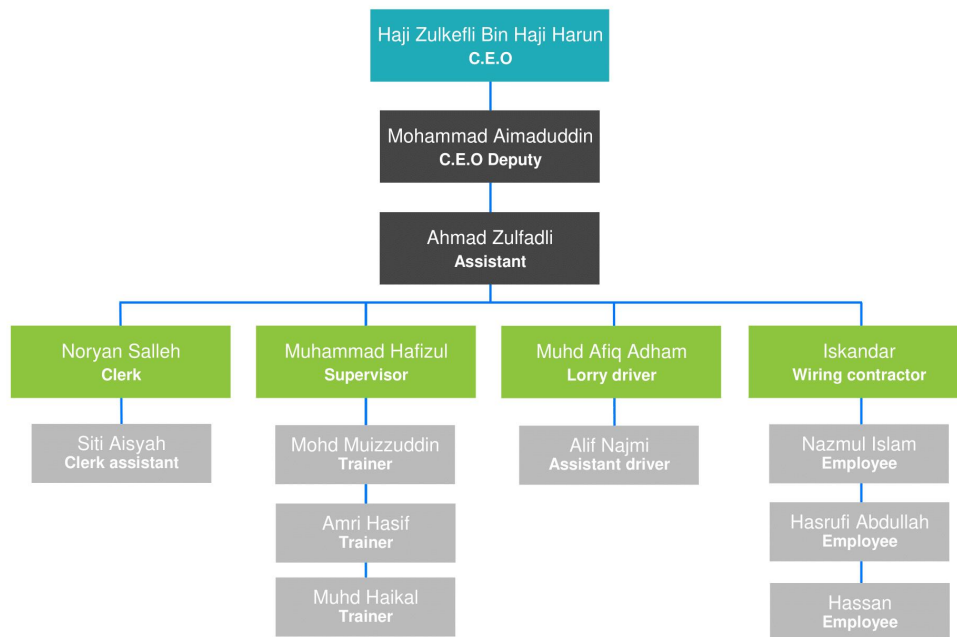 Haji Zulkefli Bin Haji Harun
C.E.O
Mohammad Aimaduddin
C.E.O Deputy
Ahmad Zulfadli
Assistant
Noryan Salleh
Clerk
Muhammad Hafizul
Supervisor
Muhd Afiq Adham
Lorry driver
Iskandar
Wiring contractor
Siti Aisyah
Clerk assistant
Mohd Muizzuddin
Trainer
Alif Najmi
Assistant driver
Nazmul Islam
Employee
Amri Hasif
Trainer
Hasrufi Abdullah
Employee
Muhd Haikal
Trainer
Hassan
Employee